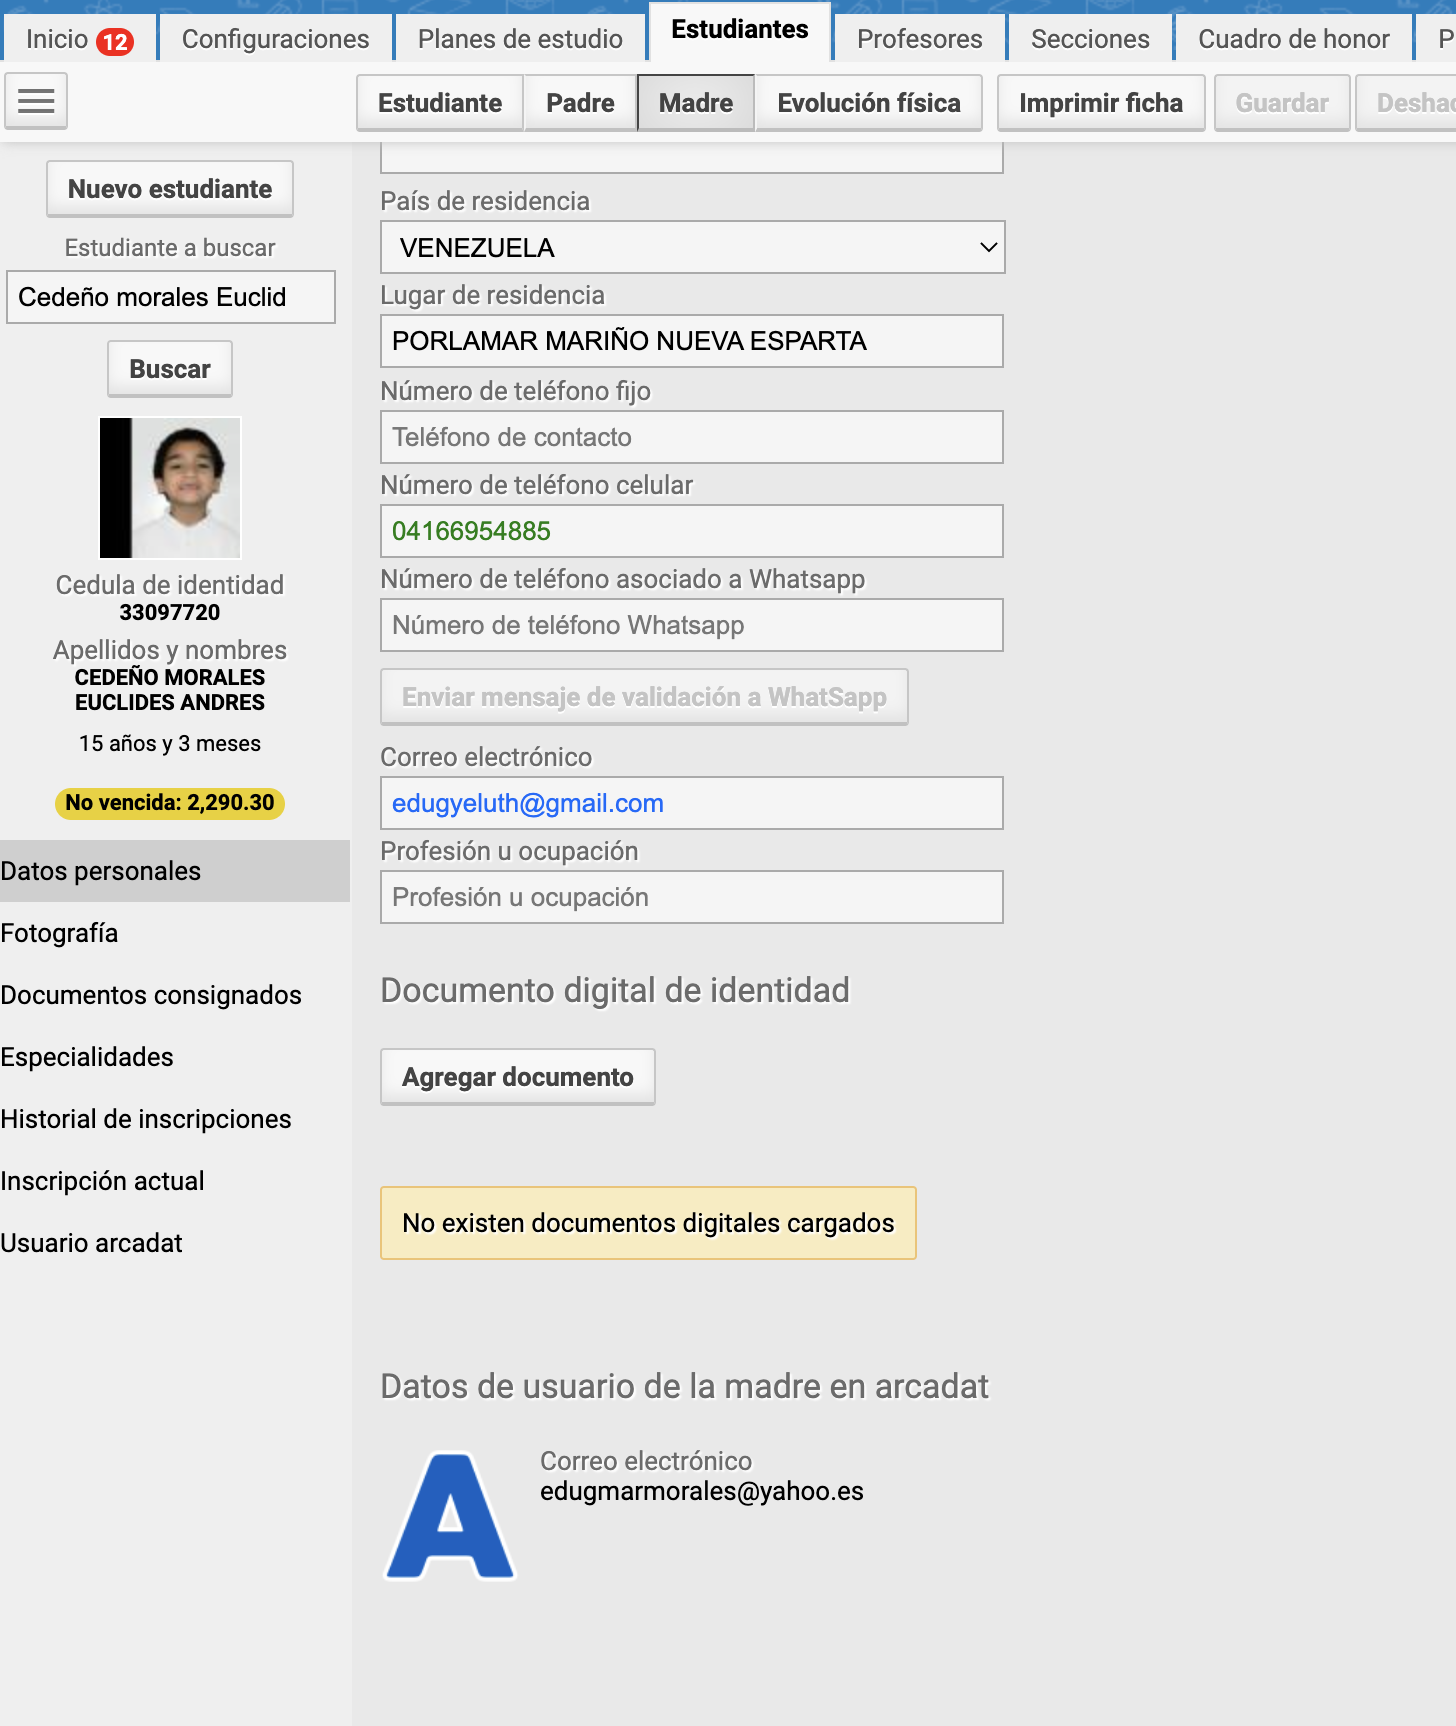 Inicio 12
Configuraciones
Planes de estudio
Estudiantes
Profesores
Secciones
Cuadro de honor
P
Estudiante
Padre
Madre
Evolución física
Imprimir ficha
Guardar
Deshac
Nuevo estudiante
Estudiante a buscar
Cedeño morales Euclid
Buscar
Cedula de identidad
33097720
Apellidos y nombres
CEDEÑO MORALES
EUCLIDES ANDRES
15 años y 3 meses
No vencida: 2,290.30
Datos personales
Fotografía
Documentos consignados
Especialidades
Historial de inscripciones
Inscripción actual
Usuario arcadat
País de residencia
VENEZUELA
Lugar de residencia
PORLAMAR MARIÑO NUEVA ESPARTA
Número de teléfono fijo
Teléfono de contacto
Número de teléfono celular
04166954885
Número de teléfono asociado a Whatsapp
Número de teléfono Whatsapp
Enviar mensaje de validación a WhatSapp
Correo electrónico
edugyeluth@gmail.com
Profesión u ocupación
Profesión u ocupación
Documento digital de identidad
Agregar documento
No existen documentos digitales cargados
Datos de usuario de la madre en arcadat
A
Correo electrónico
edugmarmorales@yahoo.es